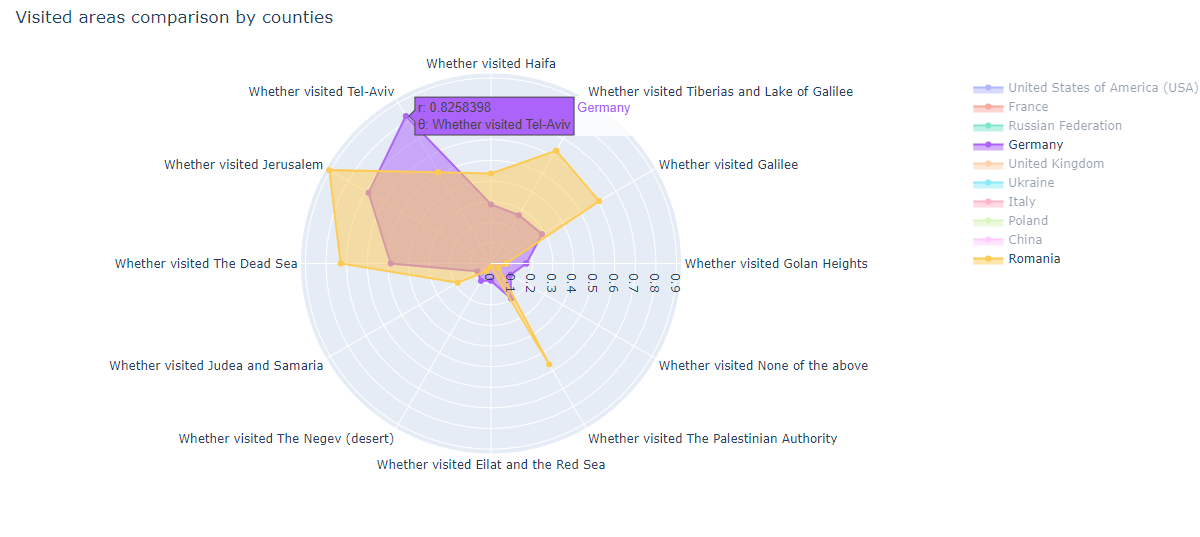 Visited areas comparison by counties
Whether visited Haifa
Whether visited Tel-Aviv
Whether visited Tiberias and Lake of Galilee
r: 0.8258398
θ: Whether visited Tel-Aviv
Germany
Whether visited Jerusalem
Whether visited Galilee
Whether visited The Dead Sea
Whether visited Golan Heights
0
0.1
0.2
0.3
0.4
0.5
0.6
0.7
0.8
0.9
Whether visited Judea and Samaria
Whether visited None of the above
Whether visited The Negev (desert)
Whether visited The Palestinian Authority
Whether visited Eilat and the Red Sea
United States of America (USA)
France
Russian Federation
Germany
United Kingdom
Ukraine
Italy
Poland
China
Romania